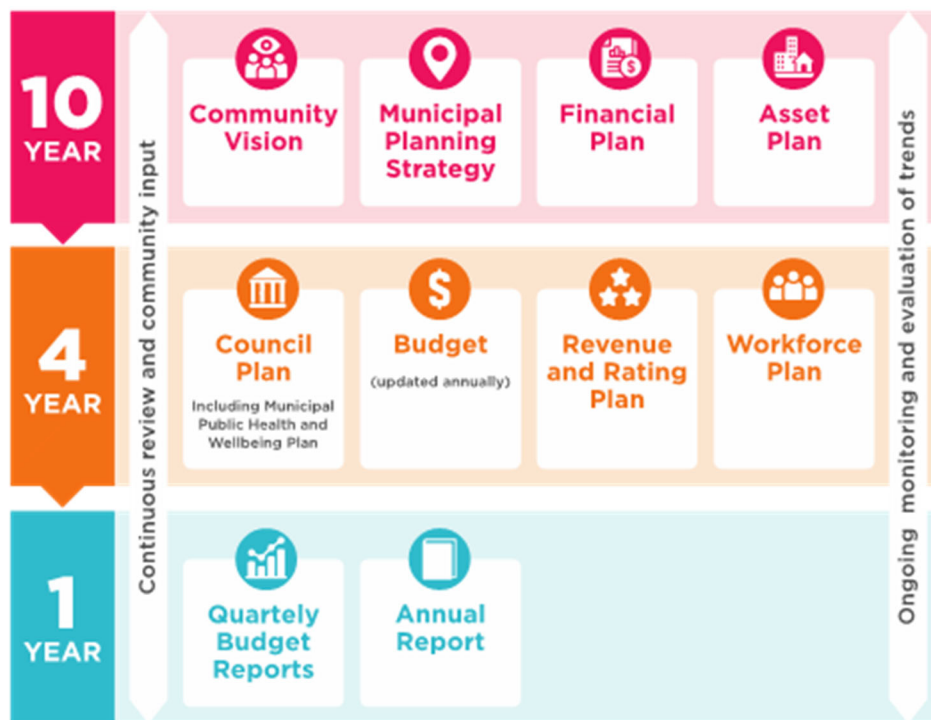 10
YEAR
Continuous review and community input
Community
Vision
Municipal
Planning
Strategy
Financial
Plan
Asset
Plan
Ongoing monitoring and evaluation of trends
4
YEAR
Council
Plan
Including Municipal
Public Health and
Wellbeing Plan
Budget
(updated annually)
Revenue
and Rating
Plan
Workforce
Plan
1
YEAR
Quartely
Budget
Reports
Annual
Report